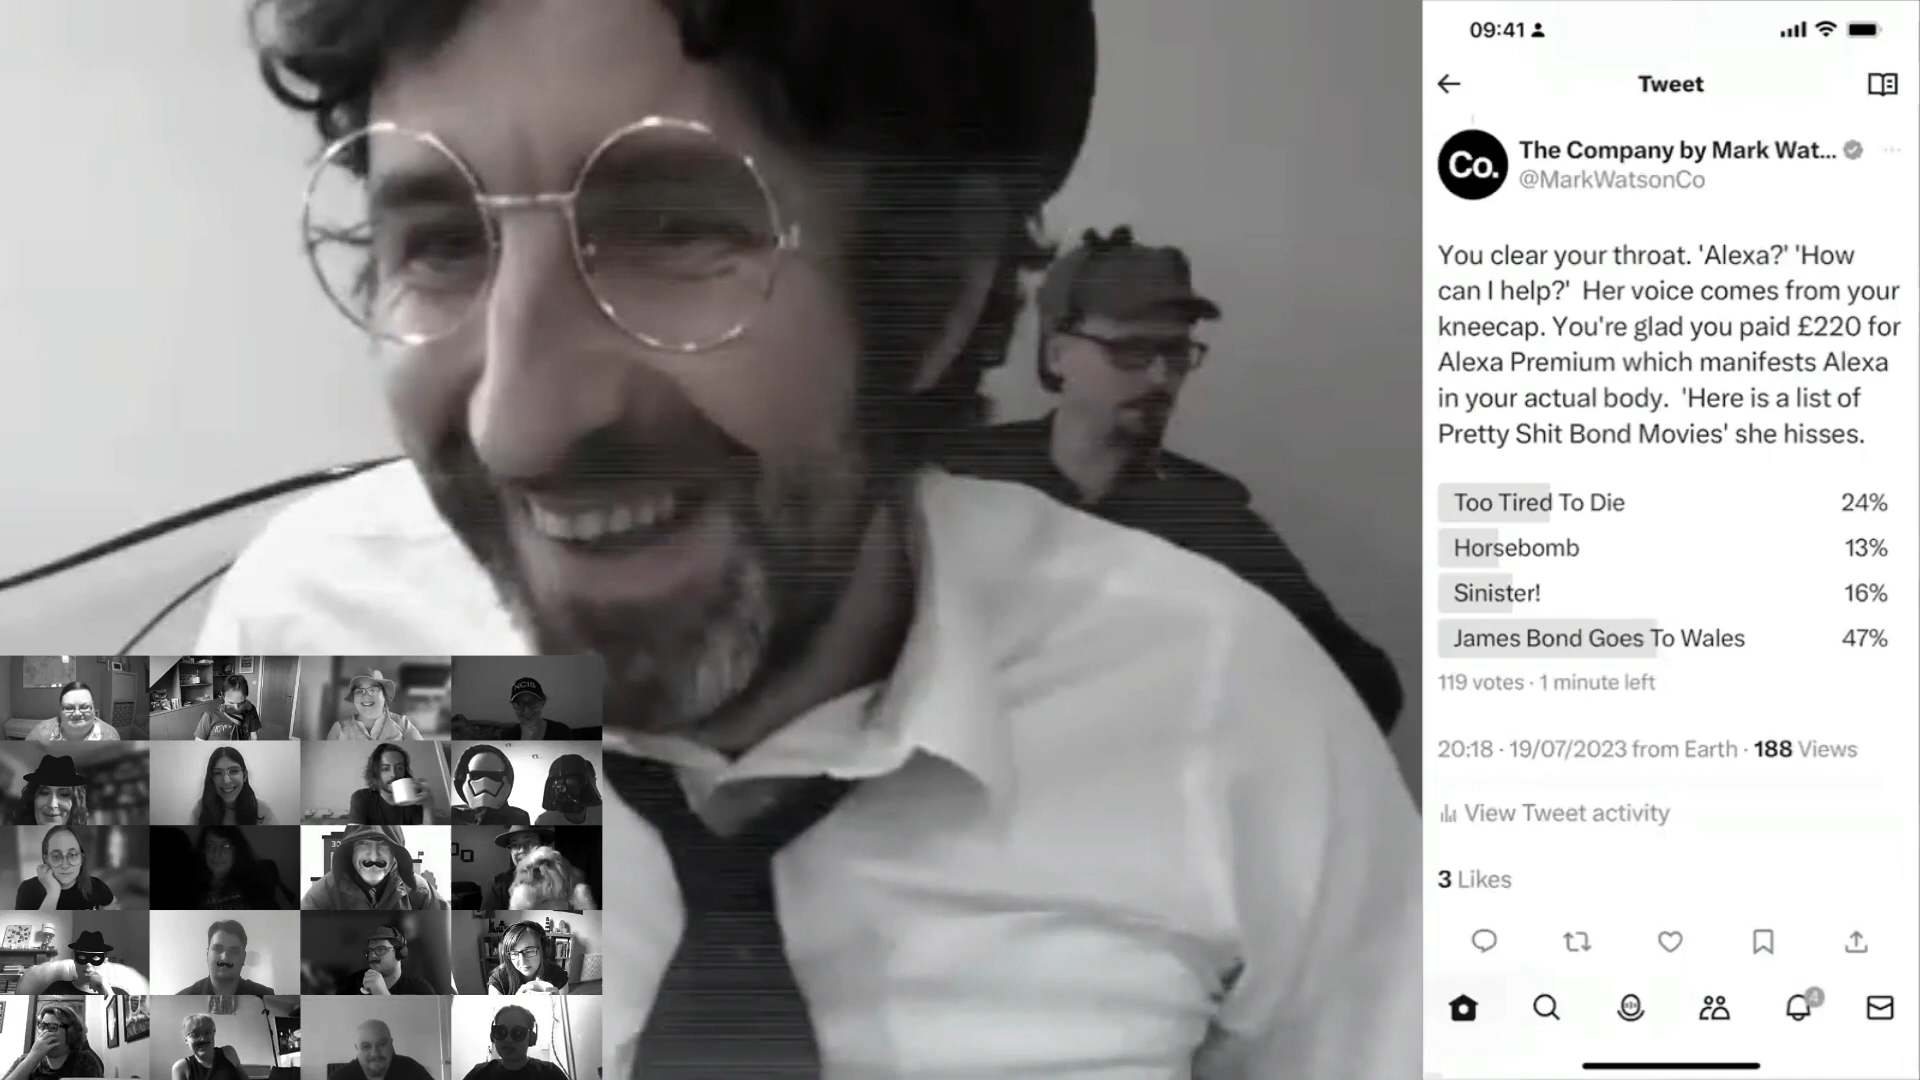 09:41
Tweet
Co.
The Company by Mark Wat...
@MarkWatsonCo
You clear your throat. 'Alexa?' 'How
can I help?'  Her voice comes from your
kneecap. You're glad you paid £220 for
Alexa Premium which manifests Alexa
in your actual body.  'Here is a list of
Pretty Shit Bond Movies' she hisses.
Too Tired To Die 24%
Horsebomb 13%
Sinister! 16%
James Bond Goes To Wales 47%
119 votes · 1 minute left
20:18 · 19/07/2023 from Earth · 188 Views
View Tweet activity
3 Likes
4
NCIS